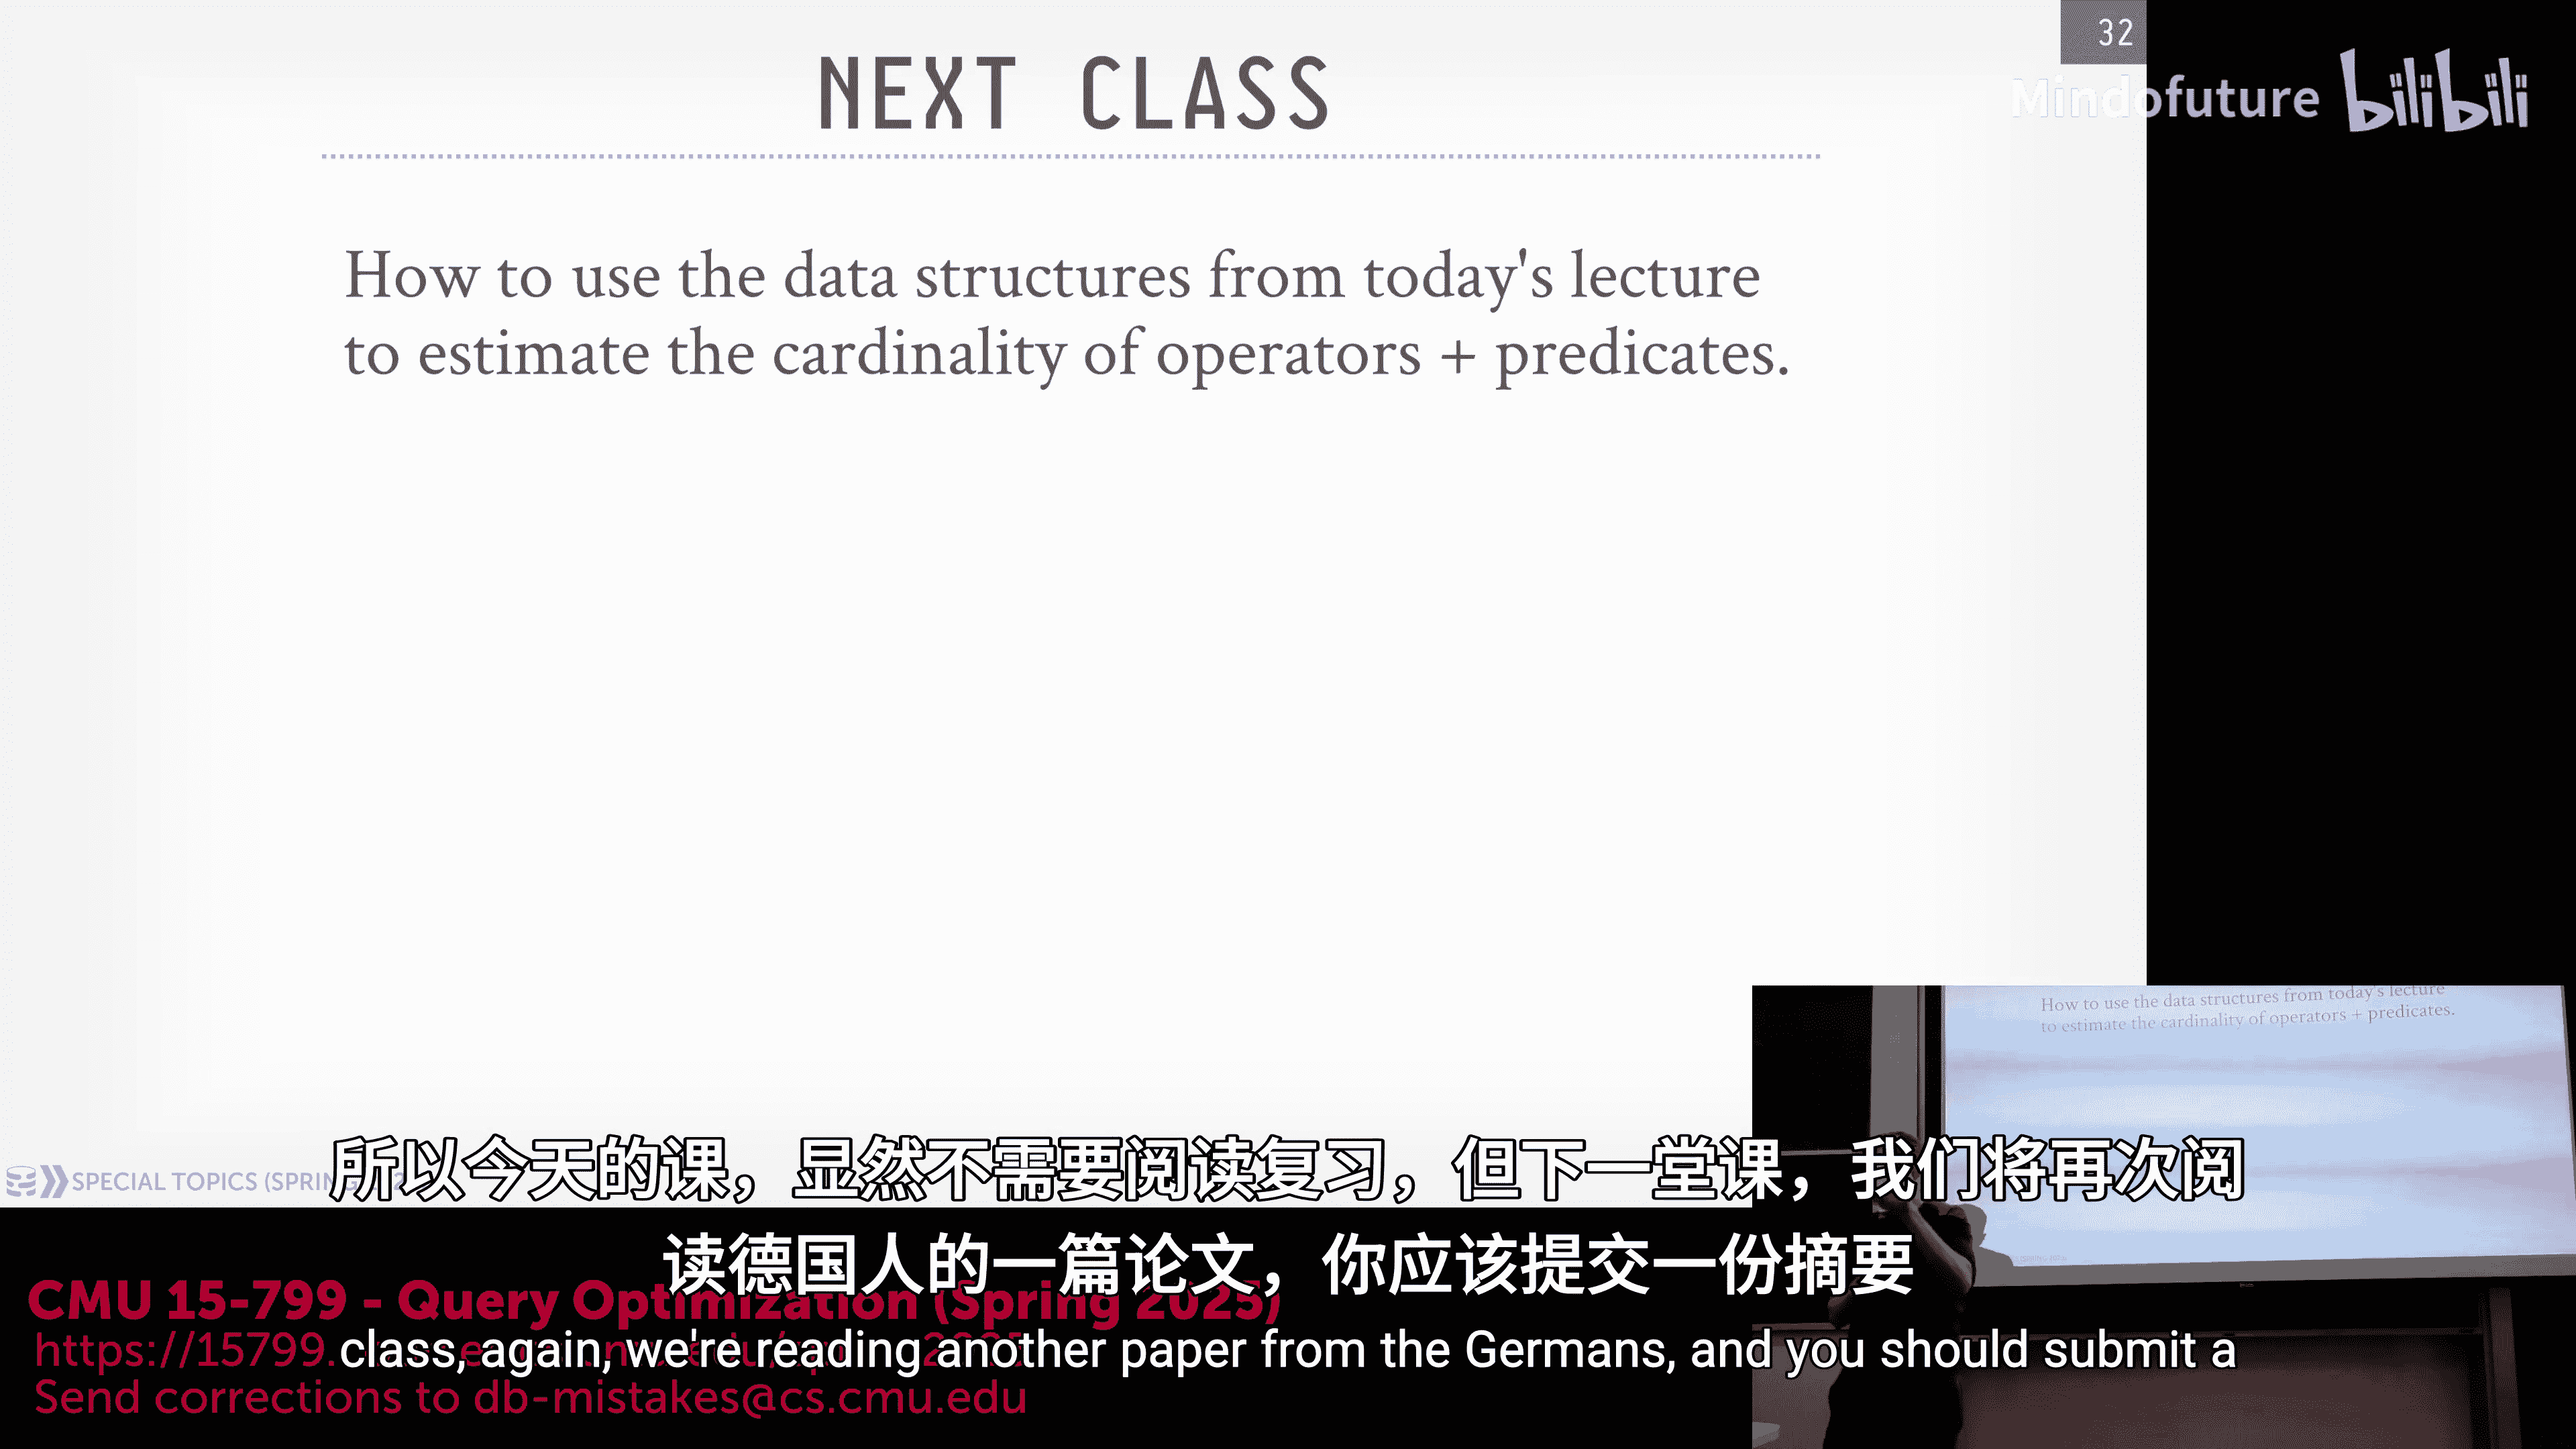 32
NEXT CLASS
Mindofuture bilibili
How to use the data structures from today's lecture
to estimate the cardinality of operators + predicates.
How to use the data structures from today's lecture
to estimate the cardinality of operators + predicates.
SPECIAL TOPICS (SPRING
所以今天的课，显然不需要阅读复习，但下一堂课，我们将再次阅
读德国人的一篇论文，你应该提交一份摘要
CMU 15-799 - Query Optimization (Spring 2025)
https://15799.
class, again, we're reading another paper from the Germans, and you should submit a
Send corrections to db-mistakes@cs.cmu.edu